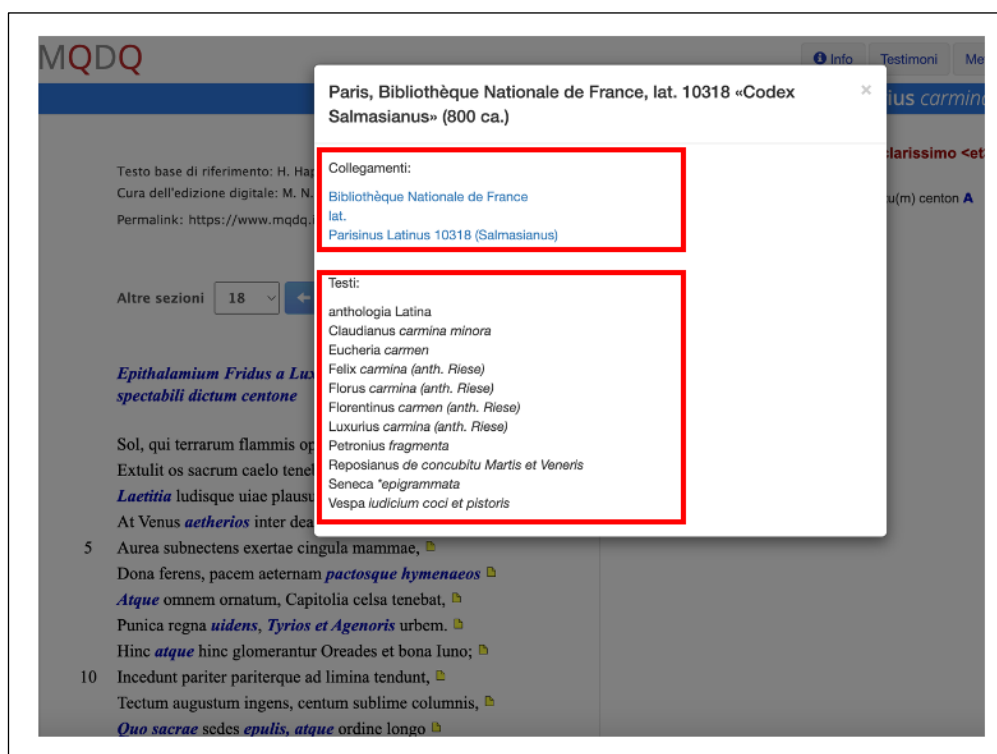 MQDQ
Info Testimoni
ius carmin
Paris, Bibliothèque Nationale de France, lat. 10318 «Codex
Salmasianus» (800 ca.)
×
Collegamenti:
Bibliothèque Nationale de France
lat.
Parisinus Latinus 10318 (Salmasianus)
Testi:
anthologia Latina
Claudianus carmina minora
Eucheria carmen
Felix carmina (anth. Riese)
Florus carmina (anth. Riese)
Florentinus carmen (anth. Riese)
Luxurius carmina (anth. Riese)
Petronius fragmenta
Reposianus de concubitu Martis et Veneris
Seneca *epigrammata
Vespa iudicium coci et pistoris
Testo base di riferimento: H. Ha
Cura dell'edizione digitale: M. N.
Permalink: https://www.mqdq.i
larissimo <et
u(m) centon A
Altre sezioni 18
Epithalamium Fridus a Lux
spectabili dictum centone
Sol, qui terrarum flammis op
Extulit os sacrum caelo teneb
Laetitia ludisque uiae plausu
At Venus aetherios inter dea
5 Aurea subnectens exertae cingula mammae,
Dona ferens, pacem aeternam pactosque hymenaeos
Atque omnem ornatum, Capitolia celsa tenebat,
Punica regna uidens, Tyrios et Agenoris urbem.
Hinc atque hinc glomerantur Oreades et bona Iuno;
10 Incedunt pariter pariterque ad limina tendunt,
Tectum augustum ingens, centum sublime columnis,
Quo sacrae sedes epulis, atque ordine longo